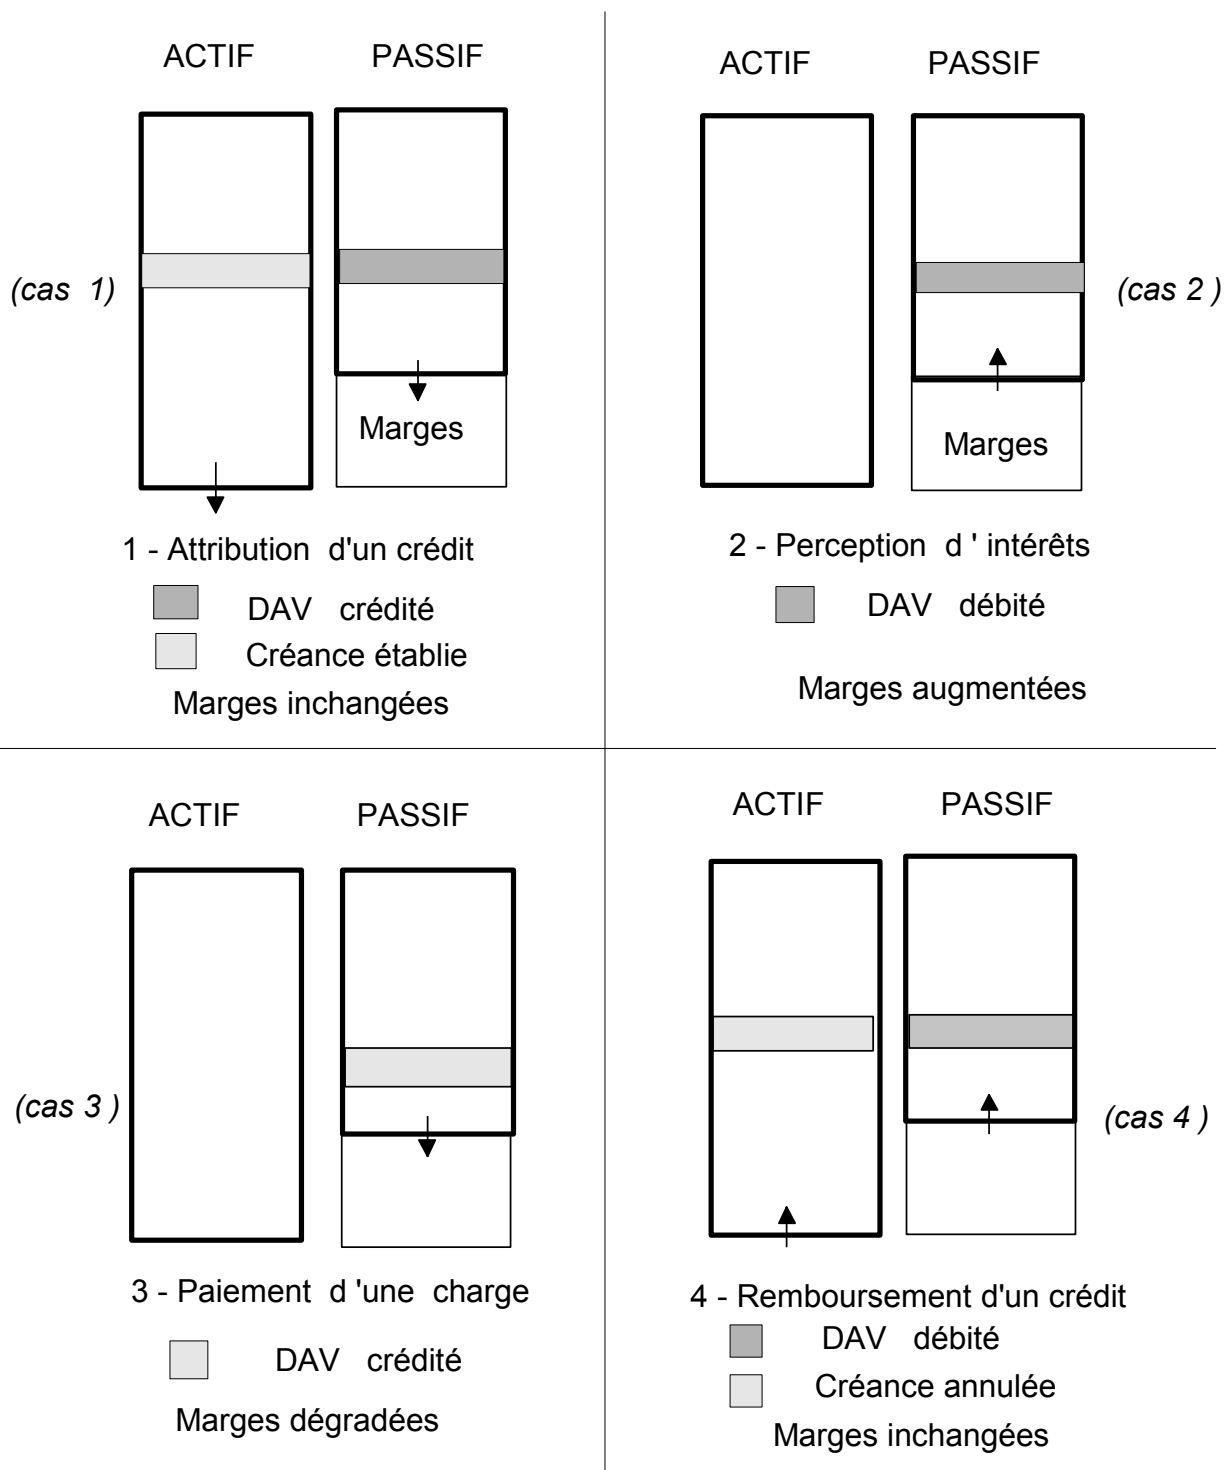 ACTIF PASSIF
(cas 1)
Marges
1 - Attribution d'un crédit
DAV crédité
Créance établie
Marges inchangées
ACTIF PASSIF
(cas 2 )
Marges
2 - Perception d ' intérêts
DAV débité
Marges augmentées
ACTIF PASSIF
(cas 3 )
3 - Paiement d 'une charge
DAV crédité
Marges dégradées
ACTIF PASSIF
(cas 4 )
4 - Remboursement d'un crédit
DAV débité
Créance annulée
Marges inchangées